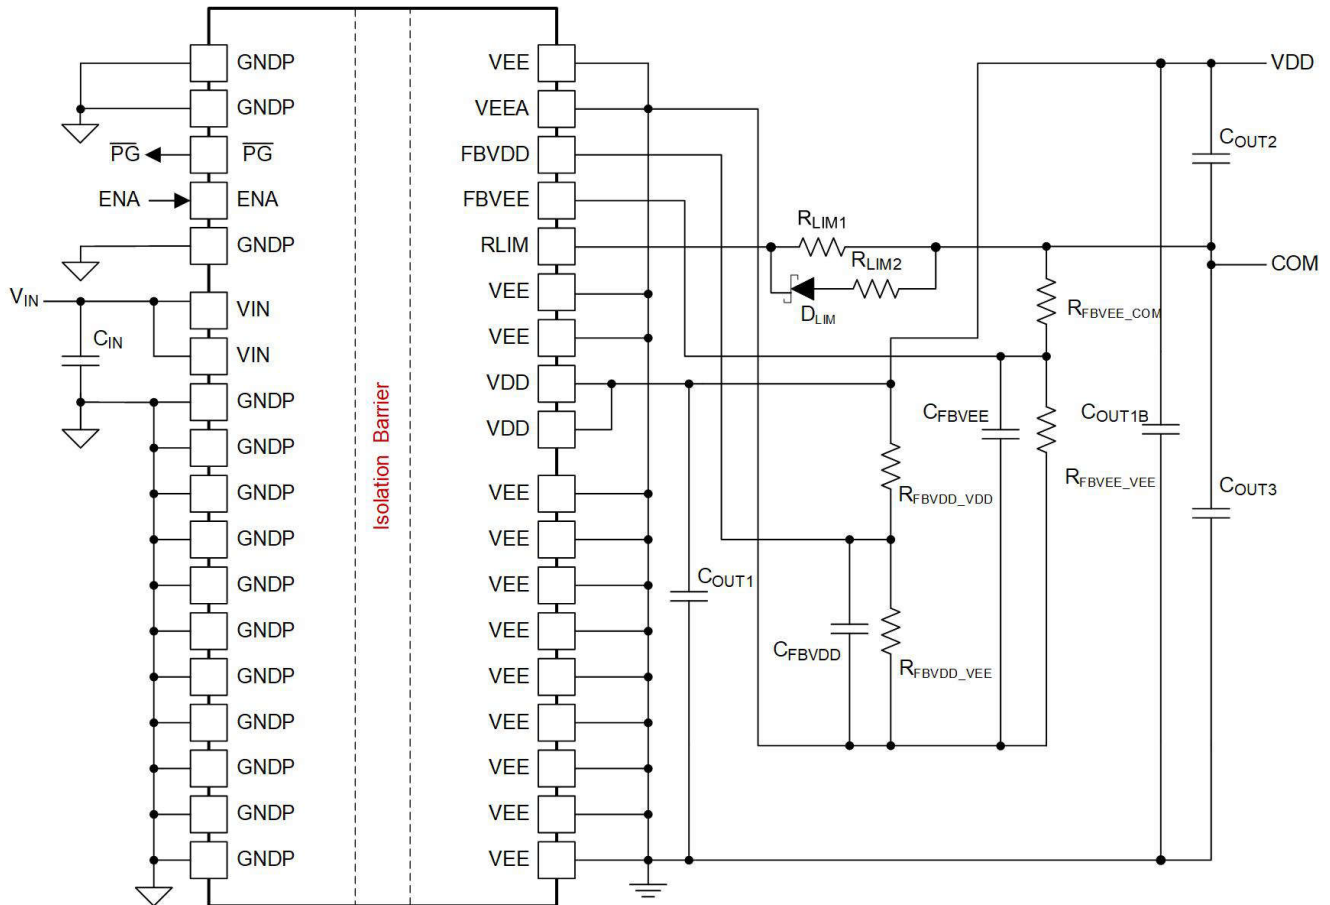 GNDP
VEE
VDD
GNDP
VEEA
PG
PG
FBVDD
COUT2
ENA
ENA
FBVEE
RLIM1
GNDP
RLIM
RLIM2
COM
VIN
VIN
VEE
DLIM
RFBVEE_COM
CIN
VIN
VEE
GNDP
VDD
Isolation Barrier
CFBVEE
COUT1B
GNDP
VDD
RFBVEE_VEE
GNDP
VEE
RFBVDD_VDD
COUT3
GNDP
VEE
GNDP
VEE
COUT1
GNDP
VEE
CFBVDD
GNDP
VEE
RFBVDD_VEE
GNDP
VEE
GNDP
VEE
GNDP
VEE
GNDP
VEE